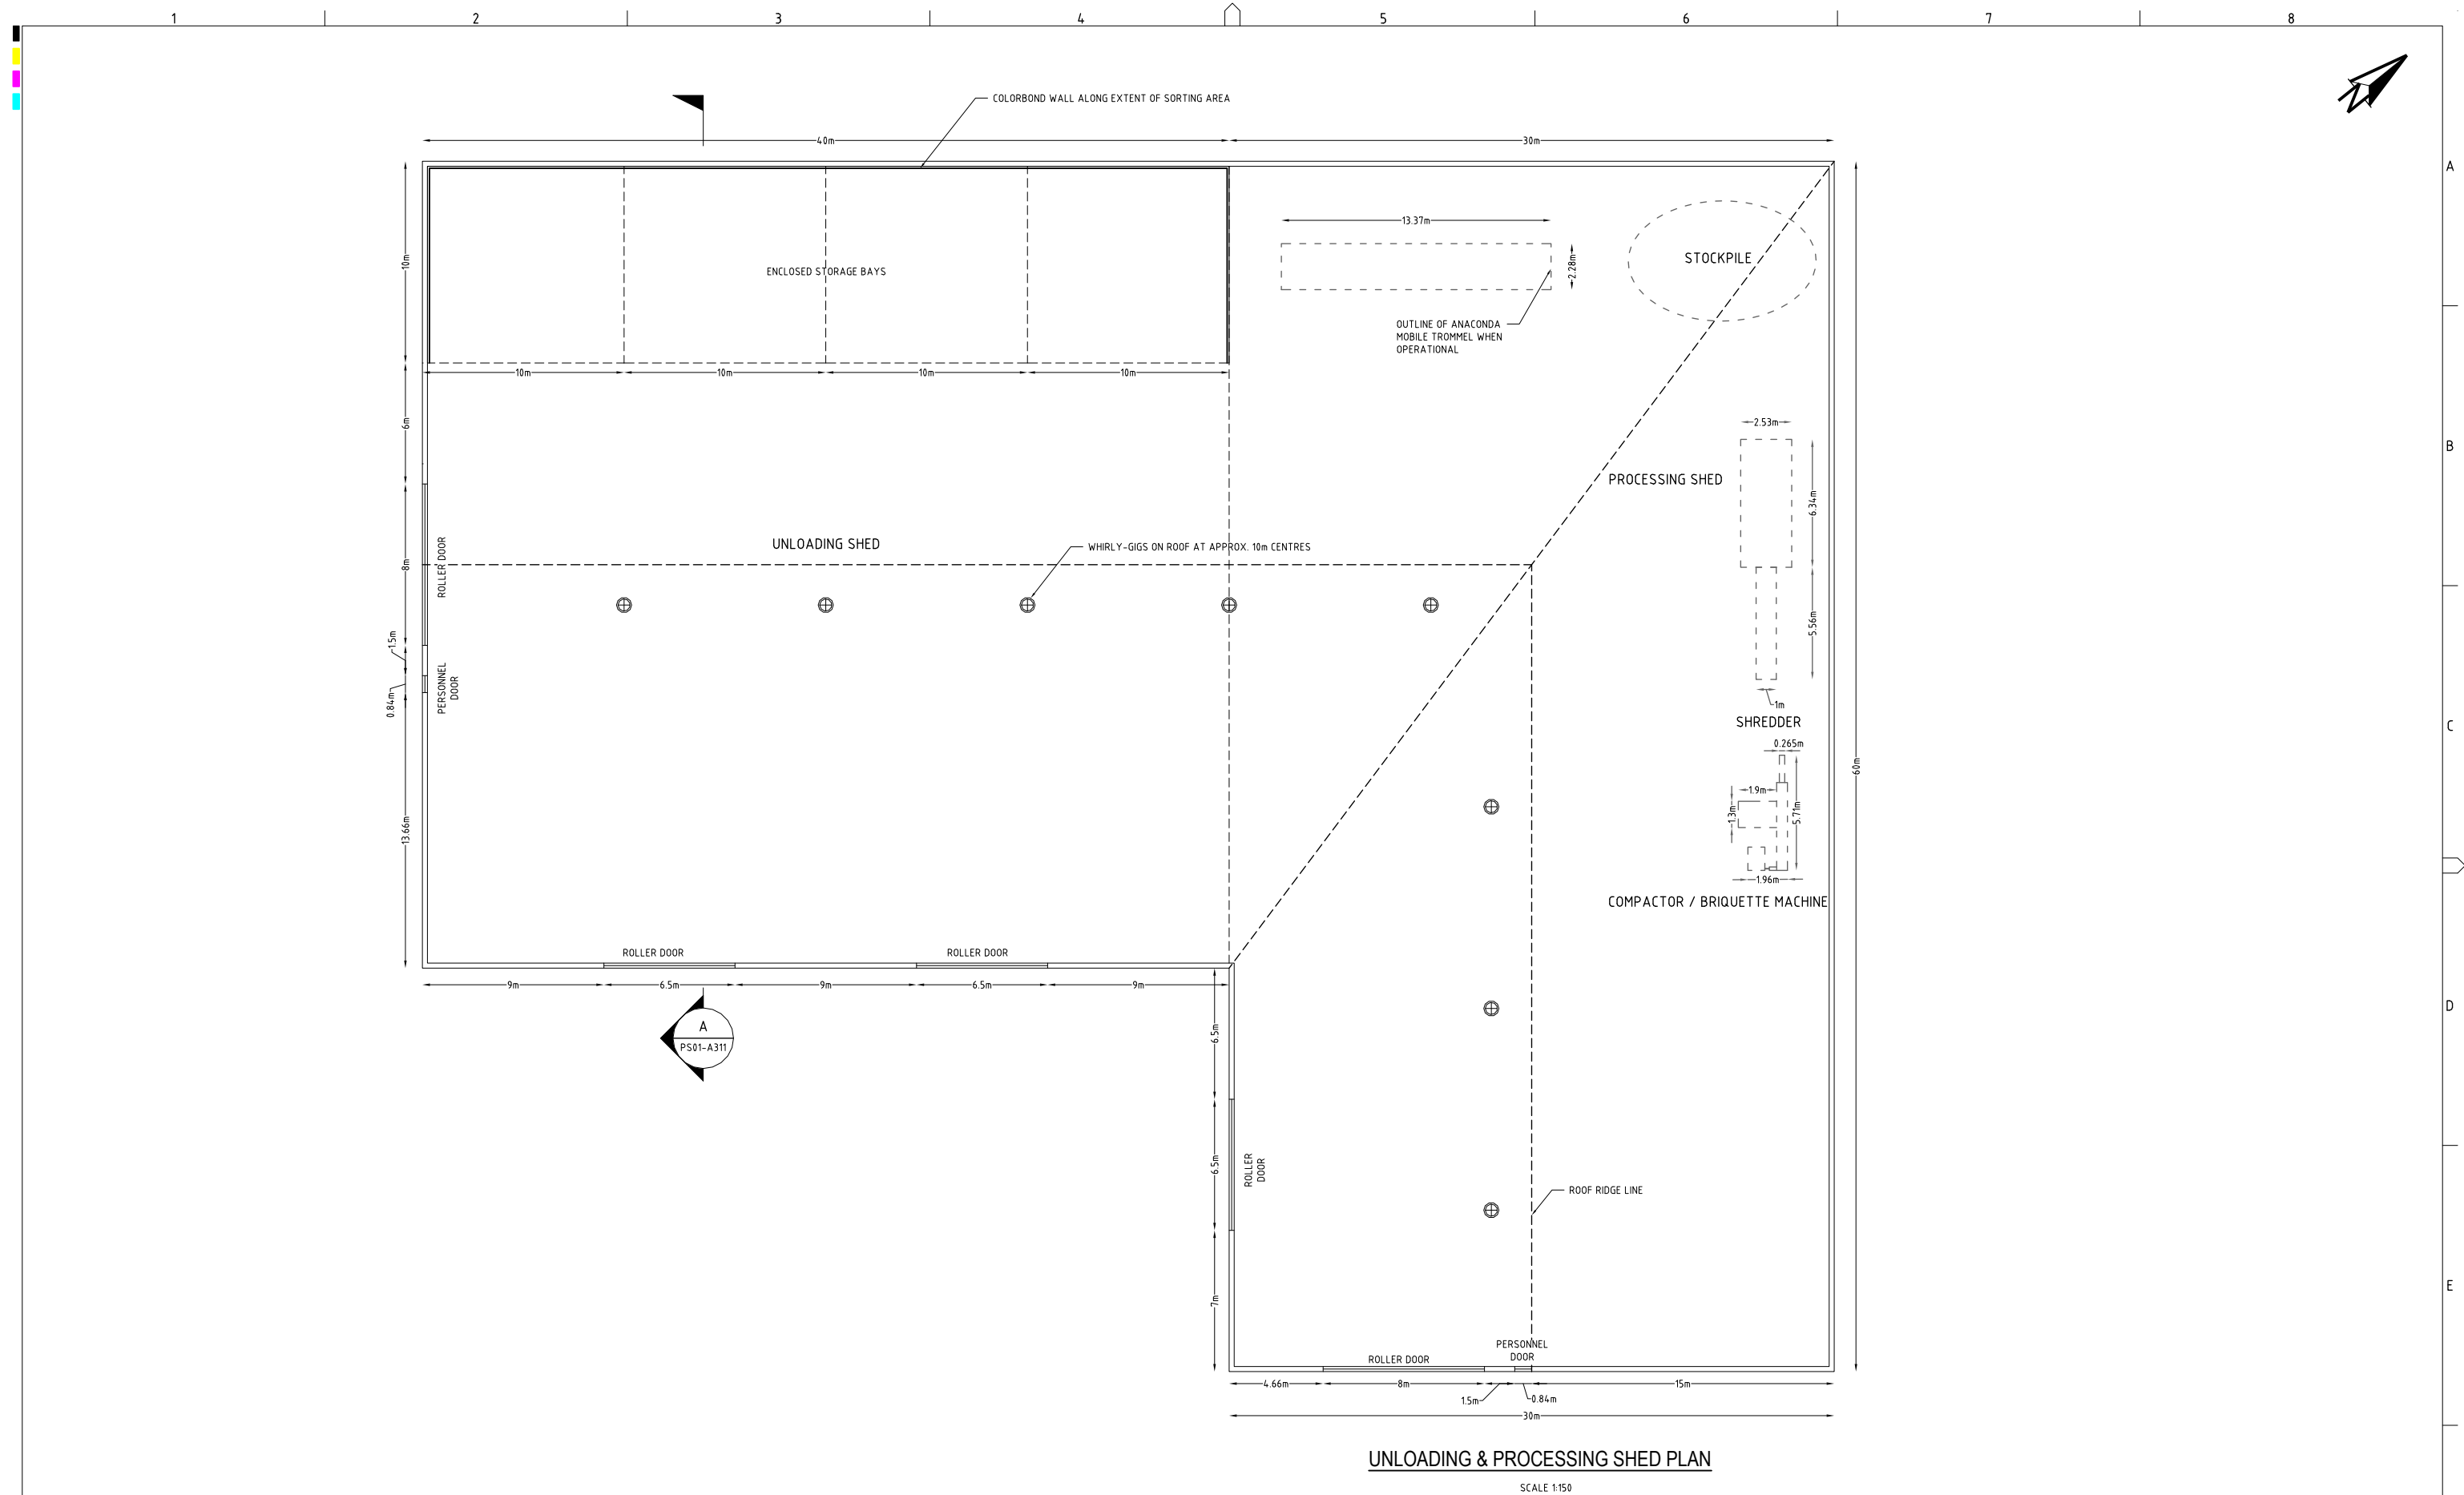 1 2 3 4 5 6 7 8
COLORBOND WALL ALONG EXTENT OF SORTING AREA
40m 30m
A
13.37m
10m
2.28m
STOCKPILE
ENCLOSED STORAGE BAYS
OUTLINE OF ANACONDA
MOBILE TROMMEL WHEN
OPERATIONAL
10m 10m 10m 10m
6m
2.53m
B
PROCESSING SHED
6.34m
UNLOADING SHED
WHIRLY-GIGS ON ROOF AT APPROX. 10m CENTRES
8m
ROLLER DOOR
5.56m
1.5m
0.84m
PERSONNEL
DOOR
1m
SHREDDER
C
0.265m
60m
1.9m
1.3m
5.71m
13.66m
1.96m
COMPACTOR / BRIQUETTE MACHINE
ROLLER DOOR ROLLER DOOR
9m 6.5m 9m 6.5m 9m
D
A
PS01-A311
6.5m
6.5m
ROLLER
DOOR
ROOF RIDGE LINE
E
7m
PERSONNEL
DOOR
ROLLER DOOR
4.66m 8m 15m
1.5m 0.84m
30m
UNLOADING & PROCESSING SHED PLAN
SCALE 1:150